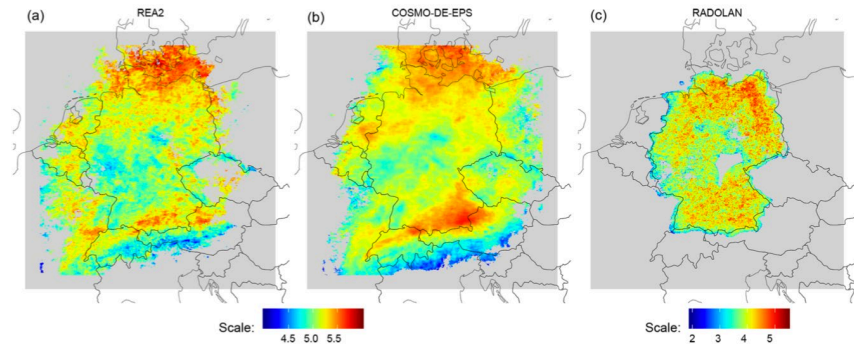 (a) REA2
(b) COSMO-DE-EPS
(c) RADOLAN
Scale: 4.5 5.0 5.5
Scale: 2 3 4 5